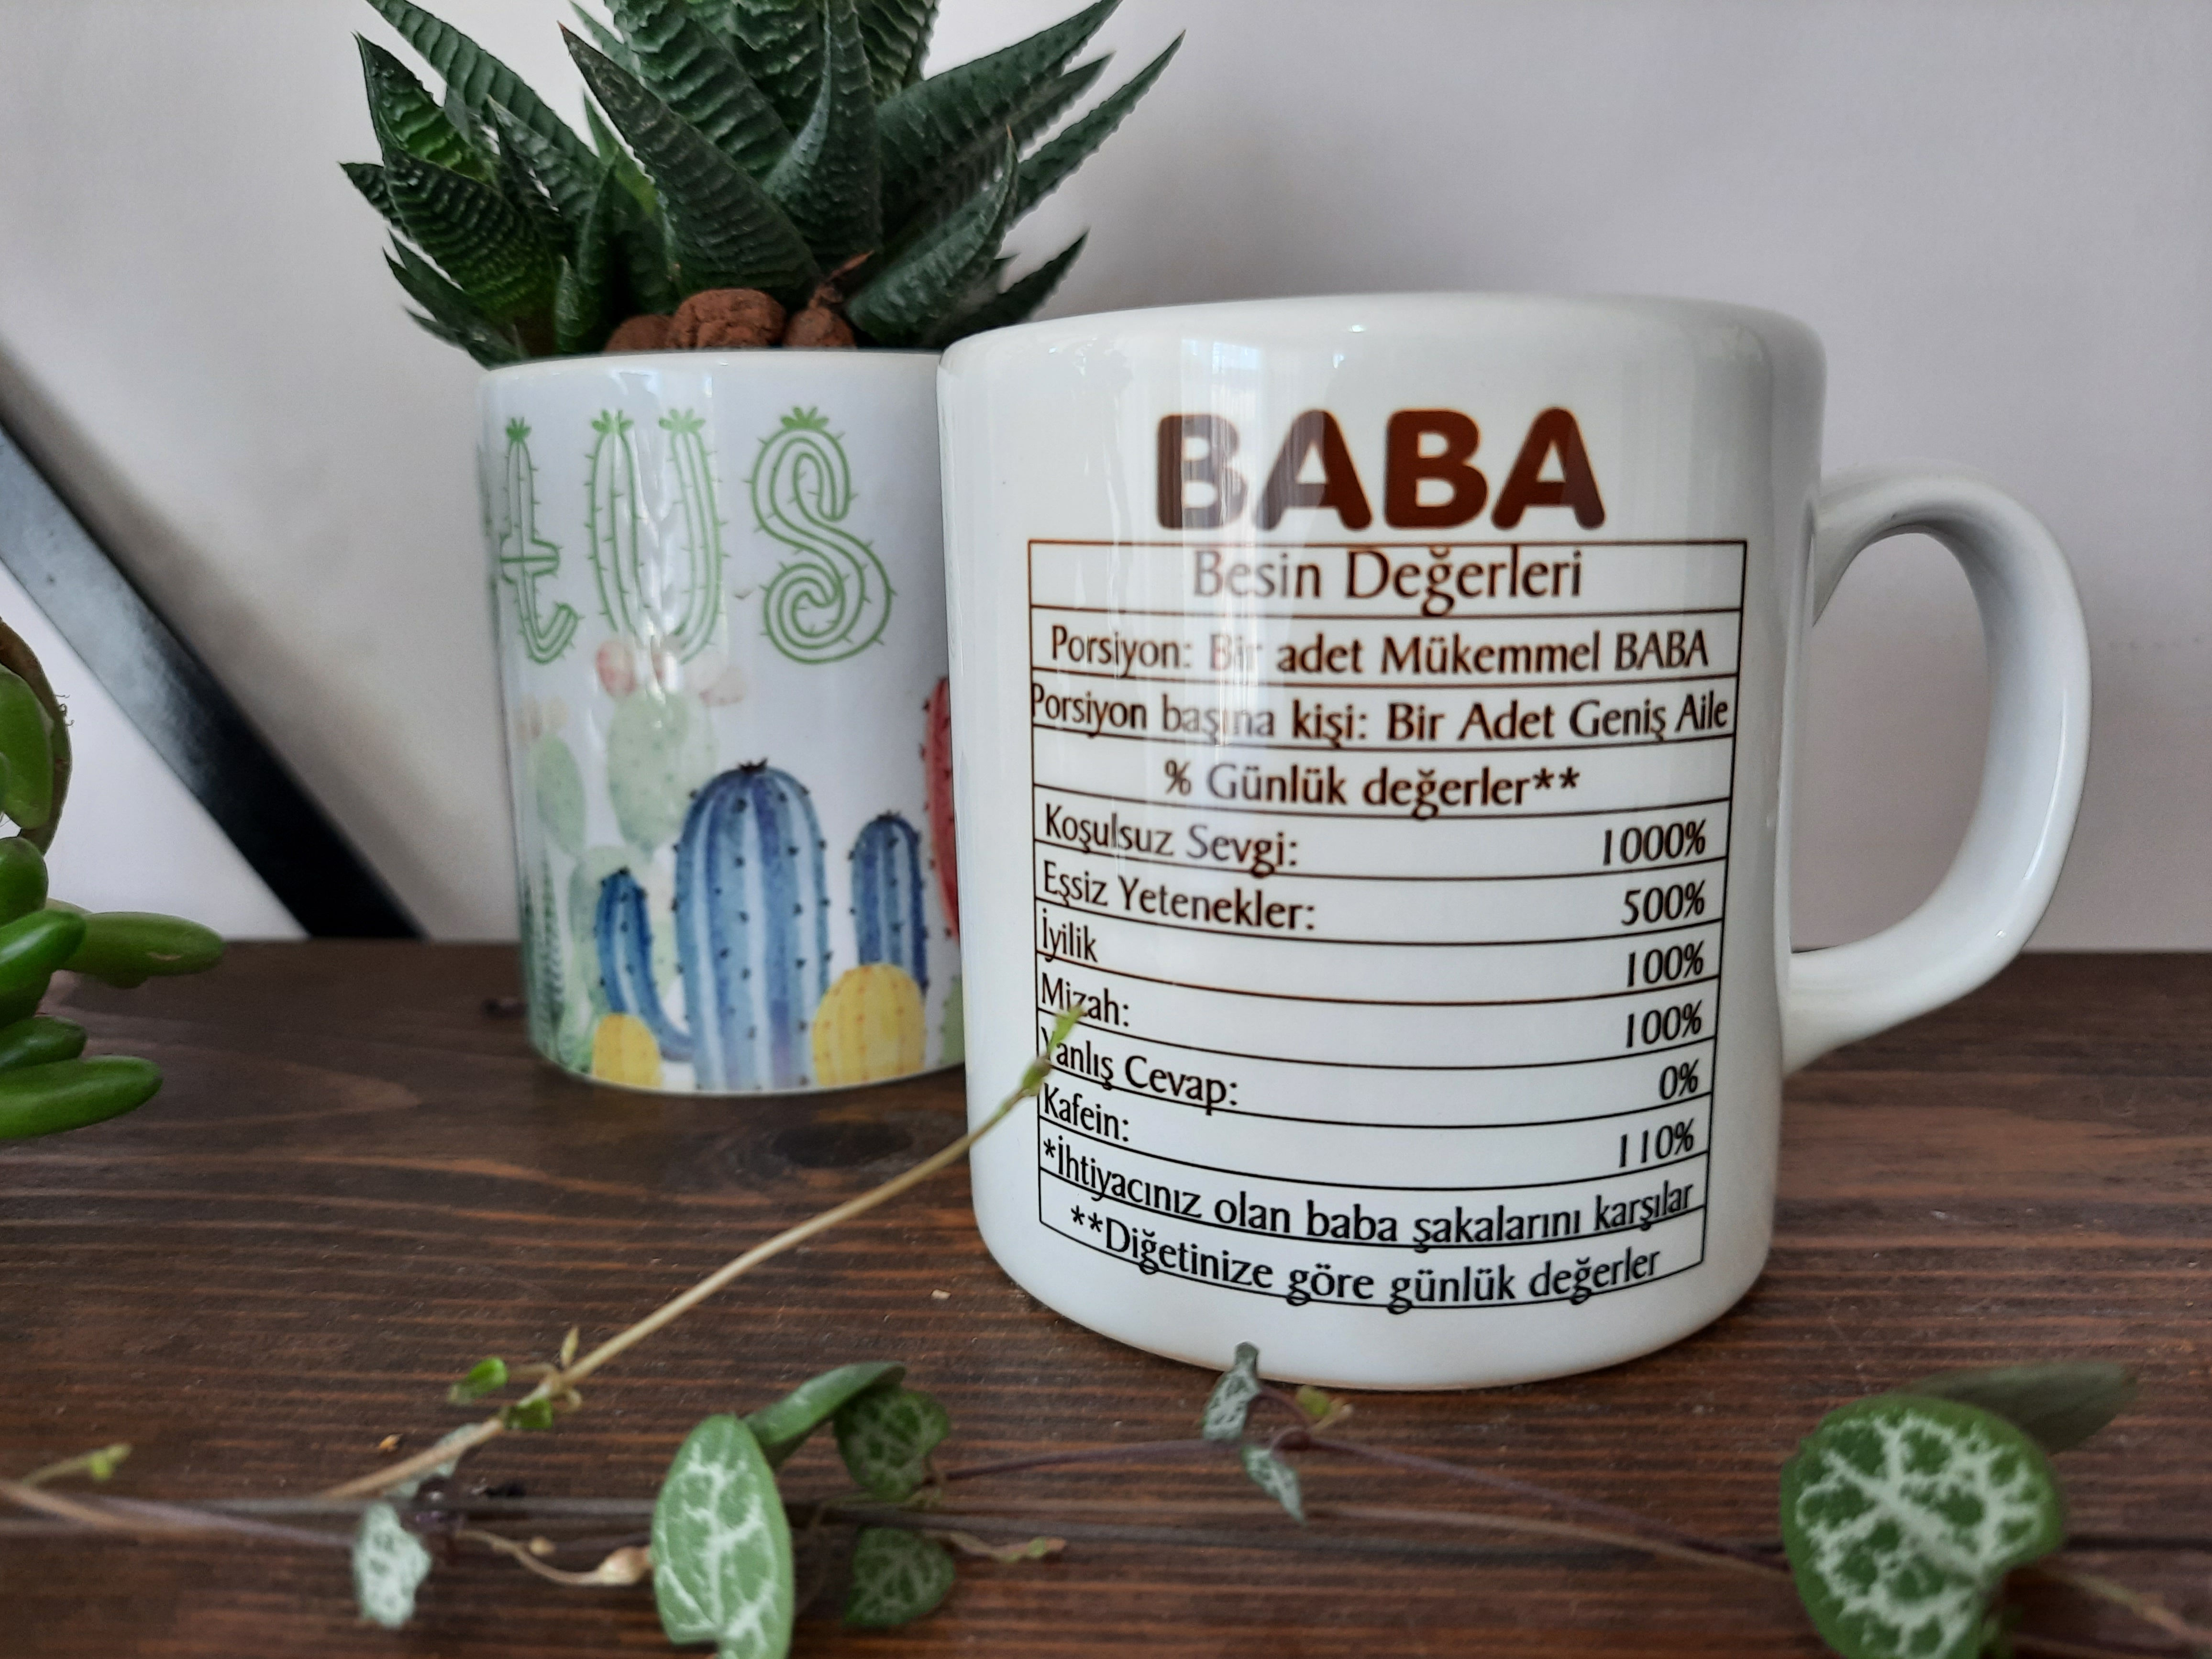 tUS
BABA
Besin Değerleri
Porsiyon: Bir adet Mükemmel BABA
Porsiyon başına kişi: Bir Adet Geniş Aile
% Günlük değerler**
Koşulsuz Sevgi: 1000%
Eşsiz Yetenekler: 500%
İyilik 100%
Mizah: 100%
Yanlış Cevap: 0%
Kafein: 110%
*İhtiyacınız olan baba şakalarını karşılar
**Diğetinize göre günlük değerler